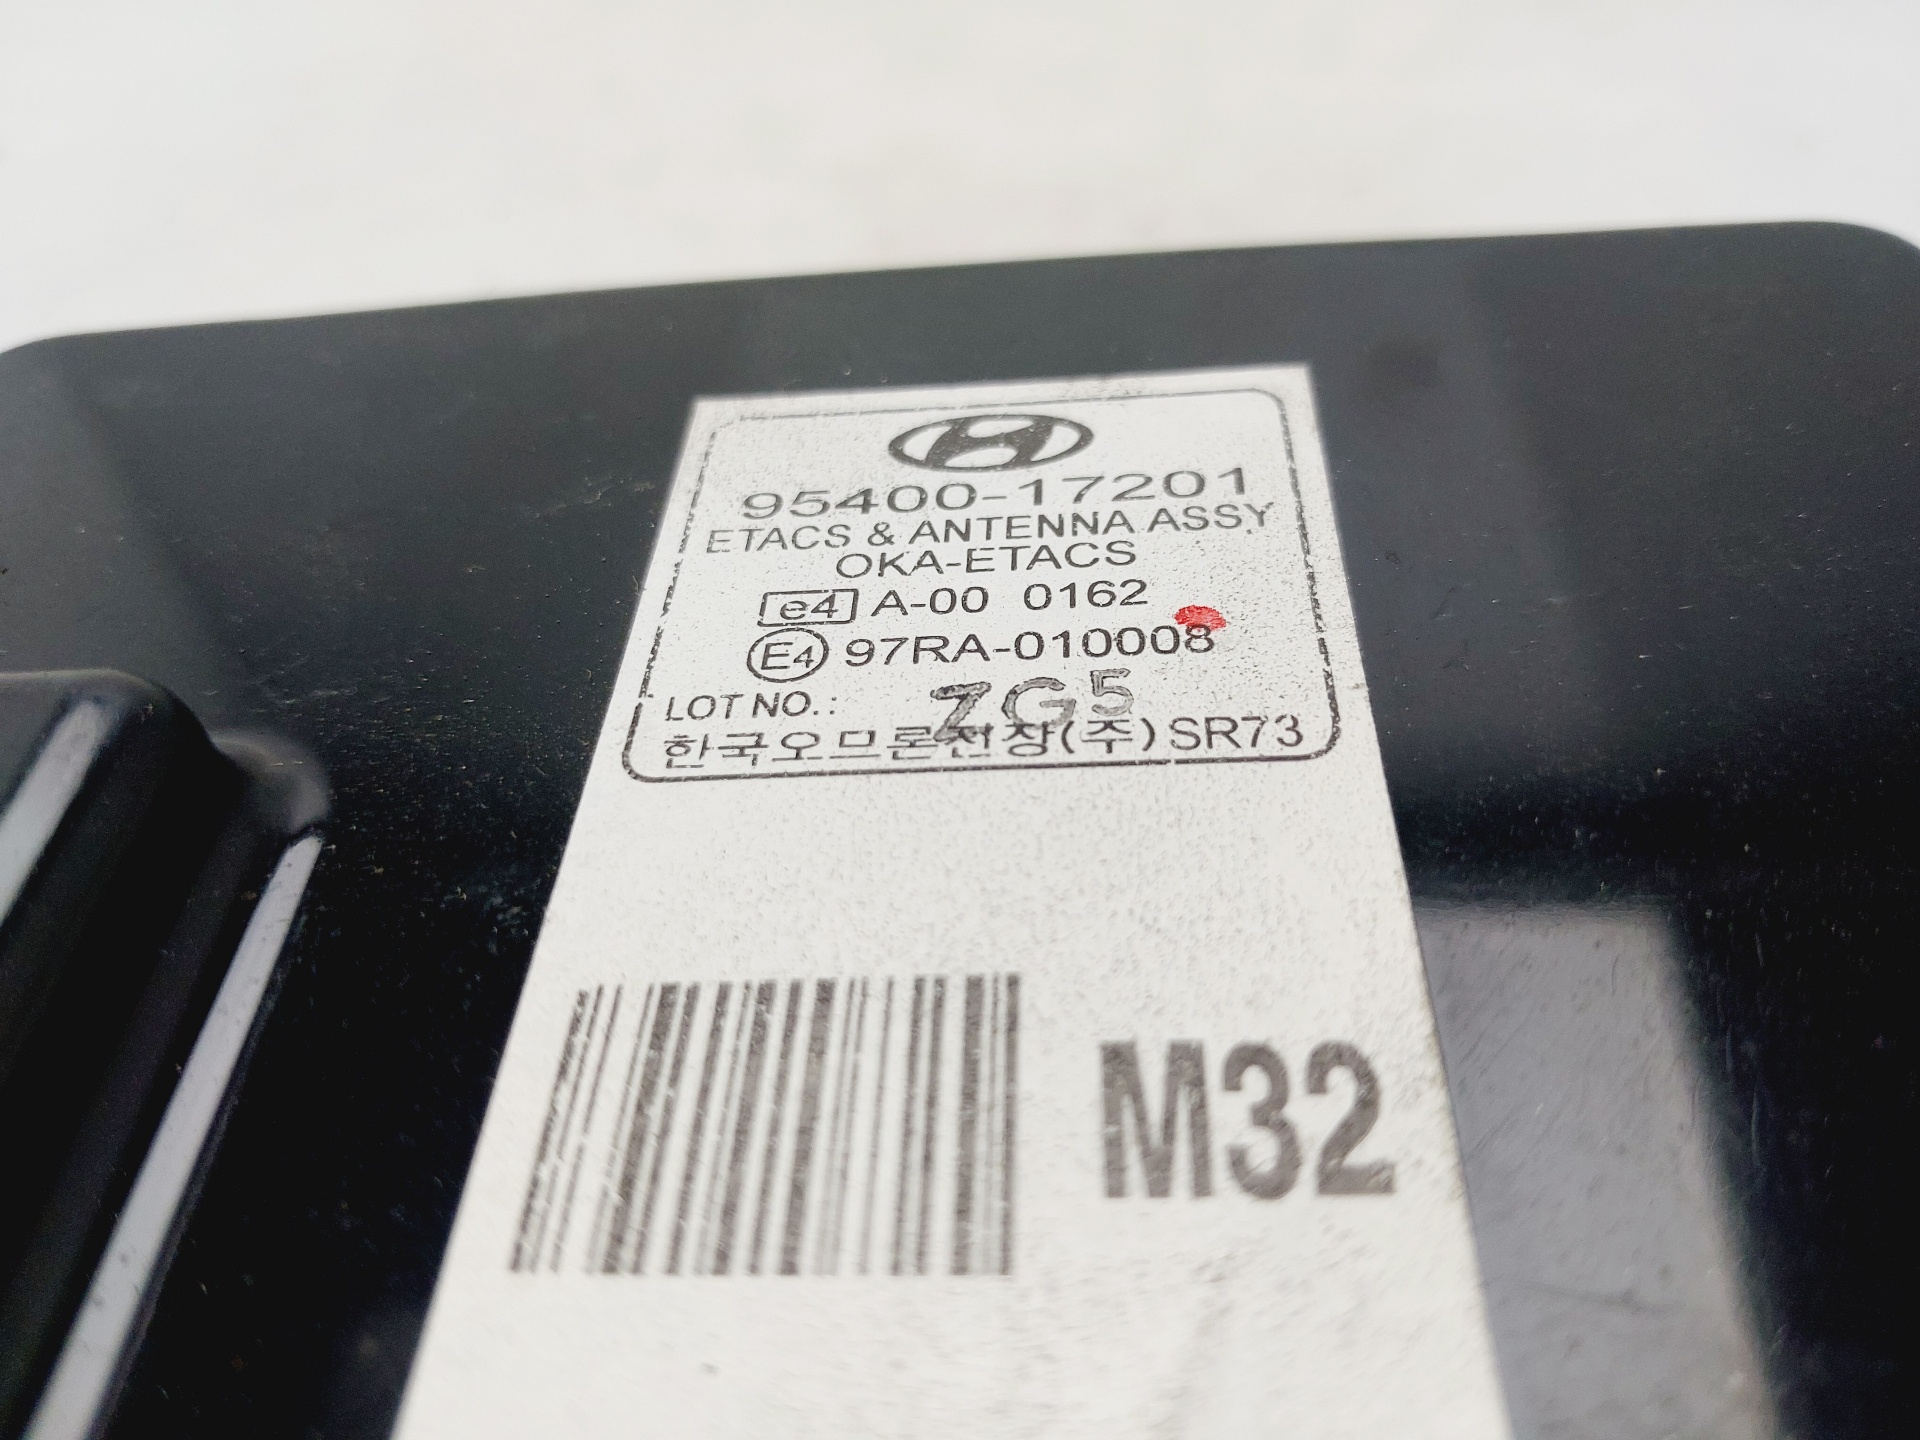 95400-17201
ETACS & ANTENNA ASSY
OKA-ETACS
e4 A-00 0162
E4 97RA-010008
LOT NO.: ZG5
한국오므론전장(주) SR73
M32